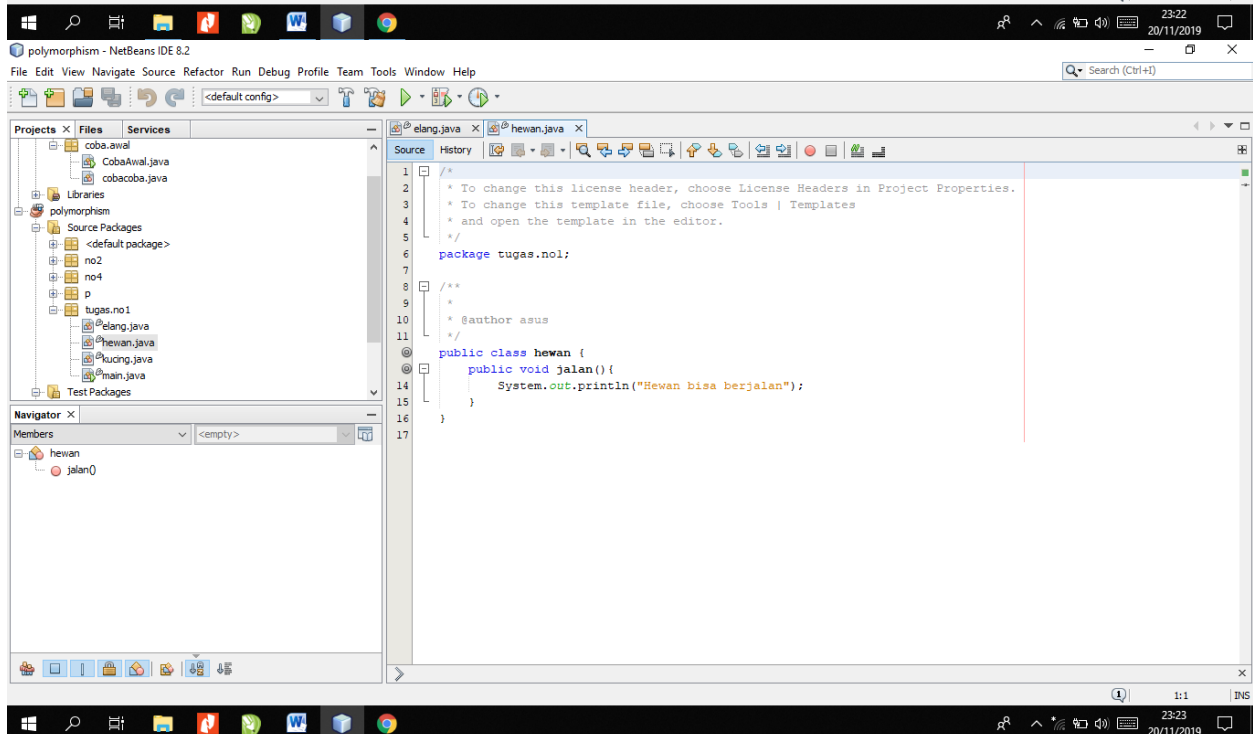 23:22
20/11/2019
polymorphism - NetBeans IDE 8.2
File Edit View Navigate Source Refactor Run Debug Profile Team Tools Window Help
Search (Ctrl+I)
<default config>
Projects Files Services
coba.awal
CobaAwal.java
cobacoba.java
Libraries
polymorphism
Source Packages
<default package>
no2
no4
p
tugas.no1
elang.java
hewan.java
kucing.java
main.java
Test Packages
Navigator
Members <empty>
hewan
jalan()
elang.java hewan.java
Source History
1 /*
2 * To change this license header, choose License Headers in Project Properties.
3 * To change this template file, choose Tools | Templates
4 * and open the template in the editor.
5 */
6 package tugas.no1;
7
8 /**
9 *
10 * @author asus
11 */
public class hewan {
public void jalan(){
14 System.out.println("Hewan bisa berjalan");
15 }
16 }
17
1 1:1 INS
23:23
20/11/2019